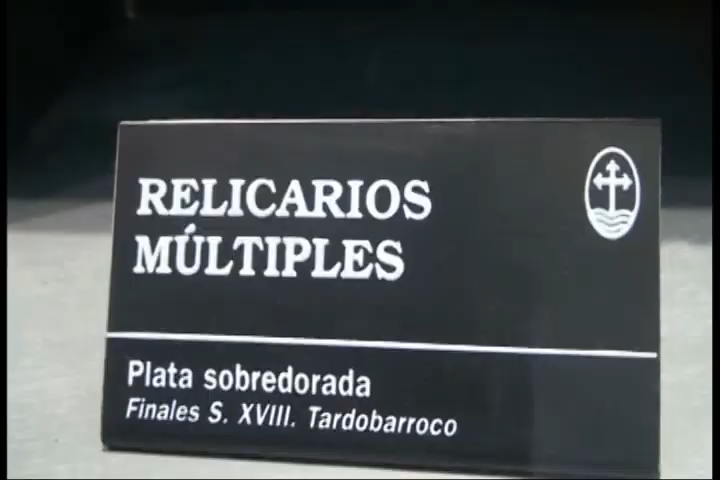 RELICARIOS
MÚLTIPLES
Plata sobredorada
Finales S. XVIII. Tardobarroco